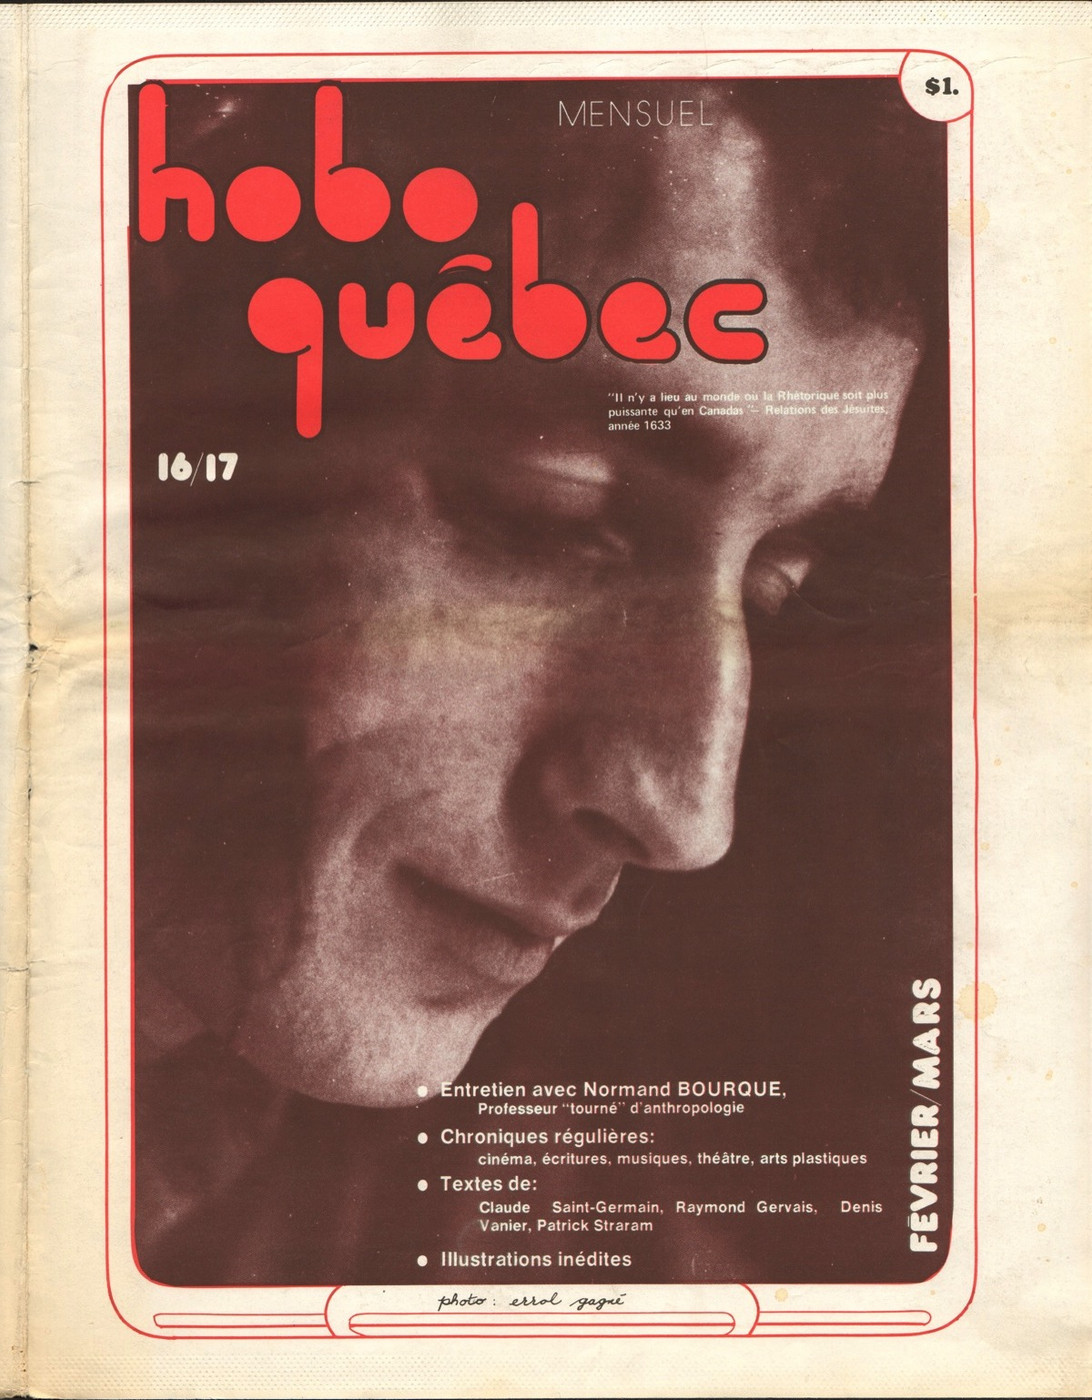 $1.
MENSUEL
hobo
québec
"Il n'y a lieu au monde ou la Rhétorique soit plus
puissante qu'en Canadas "– Relations des Jésuites,
année 1633
16/17
• Entretien avec Normand BOURQUE,
Professeur "tourné" d'anthropologie
• Chroniques régulières:
cinéma, écritures, musiques, théâtre, arts plastiques
• Textes de:
Claude Saint-Germain, Raymond Gervais, Denis
Vanier, Patrick Straram
• Illustrations inédites
FÉVRIER/MARS
photo: errol gagné